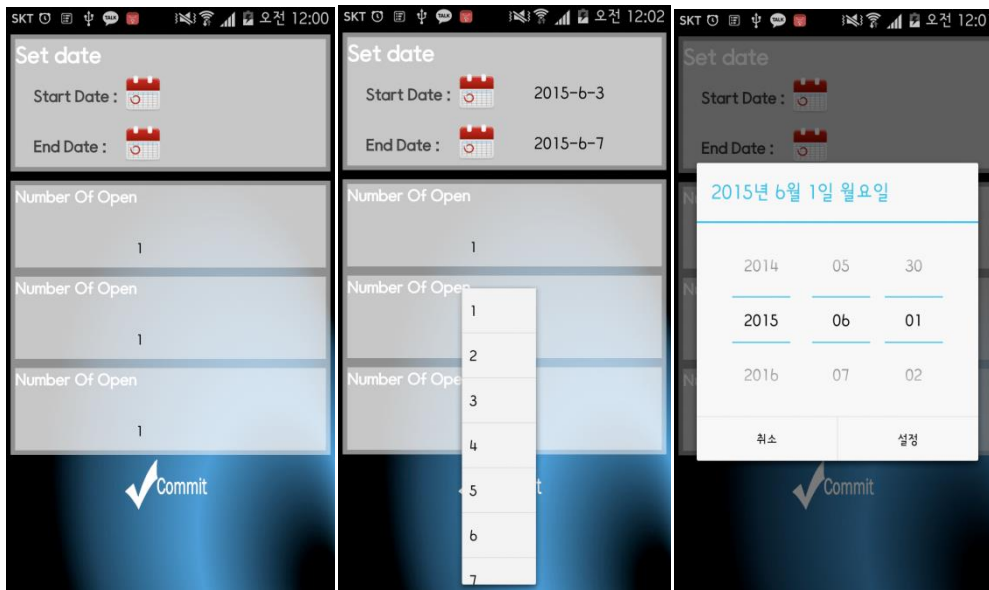 SKT 오전 12:00
Set date
Start Date :
End Date :
Number Of Open
1
Number Of Open
1
Number Of Open
1
Commit
SKT 오전 12:02
Set date
Start Date : 2015-6-3
End Date : 2015-6-7
Number Of Open
1
Number Of Open
Number Of Ope
1
2
3
4
5
6
7
t
SKT 오전 12:0
Set date
Start Date :
End Date :
2015년 6월 1일 월요일
2014 05 30
2015 06 01
2016 07 02
취소 설정
Commit